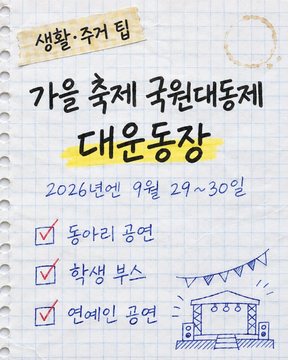 생활·주거 팁
가을 축제 국원대동제
대운동장
2026년엔 9월 29~30일
동아리 공연
학생 부스
연예인 공연